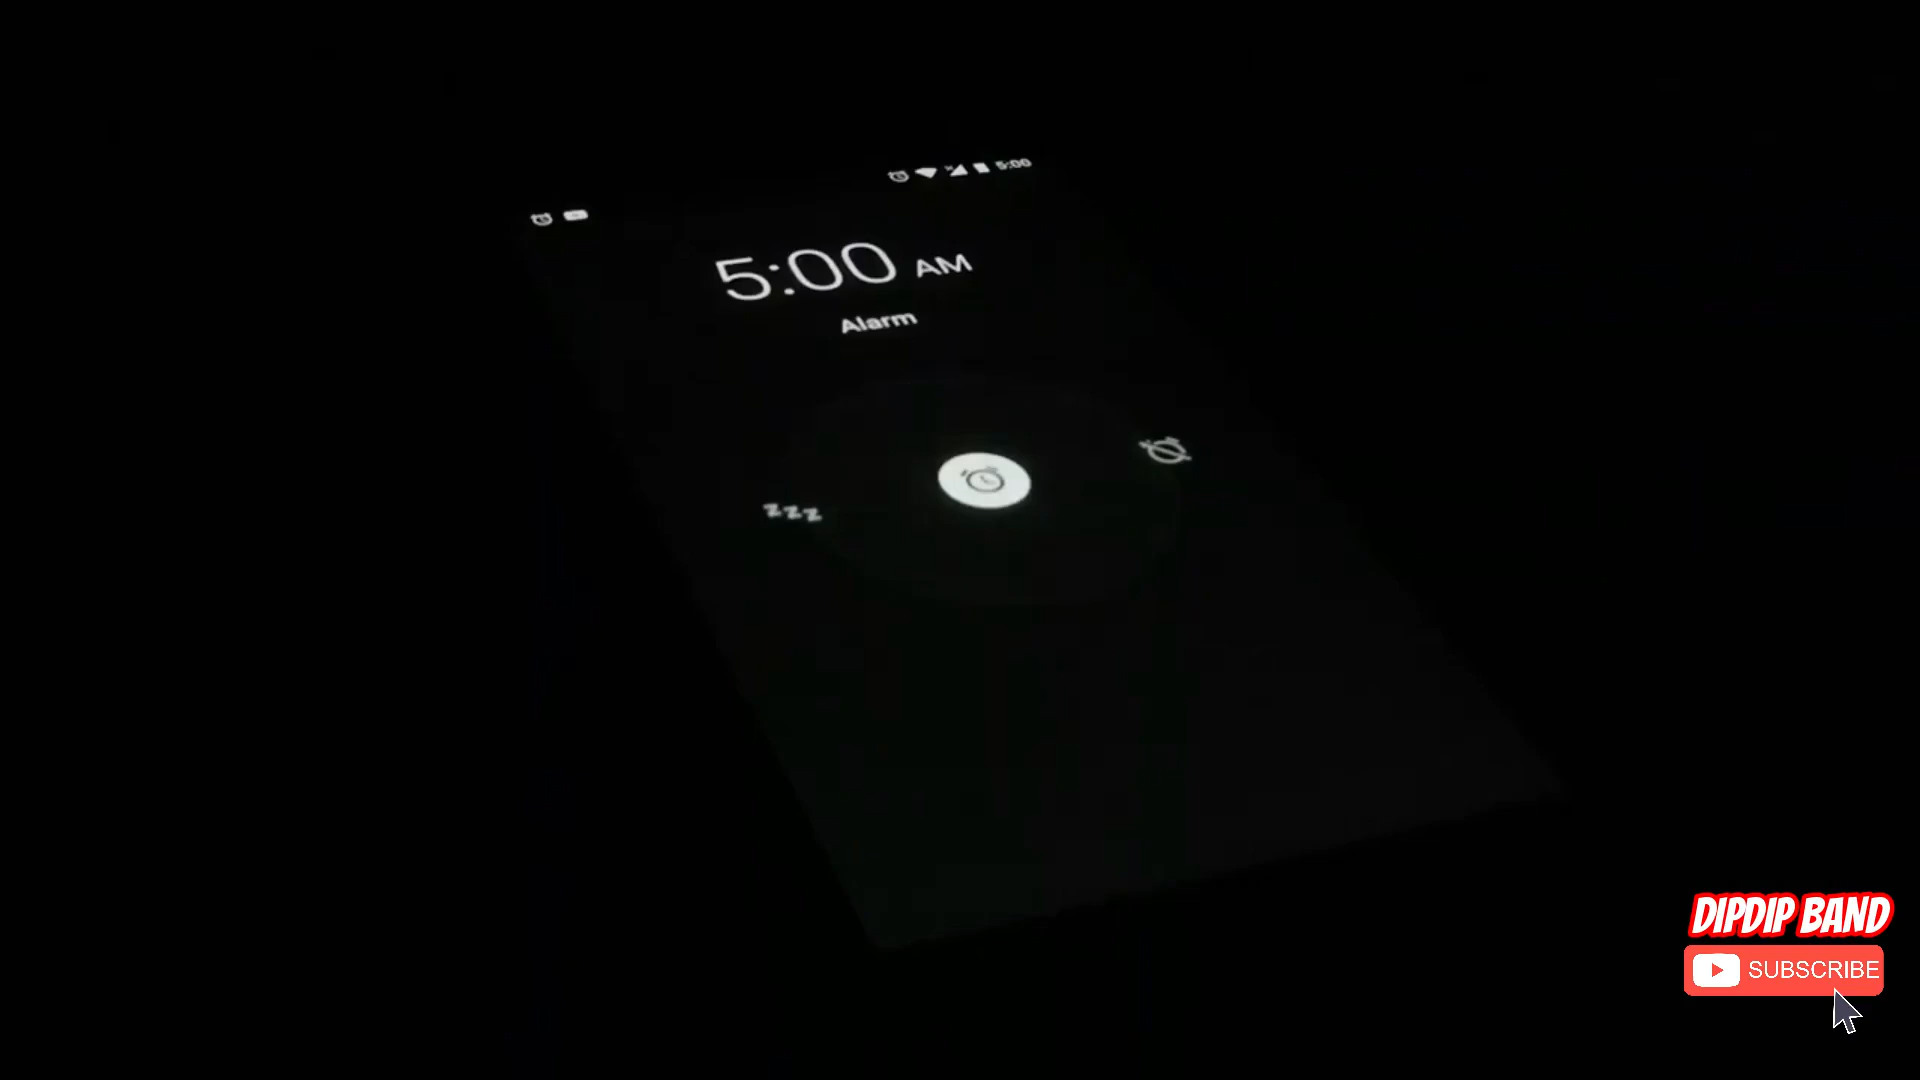 5:00
5:00 AM
Alarm
zzz
DIPDIP BAND
SUBSCRIBE